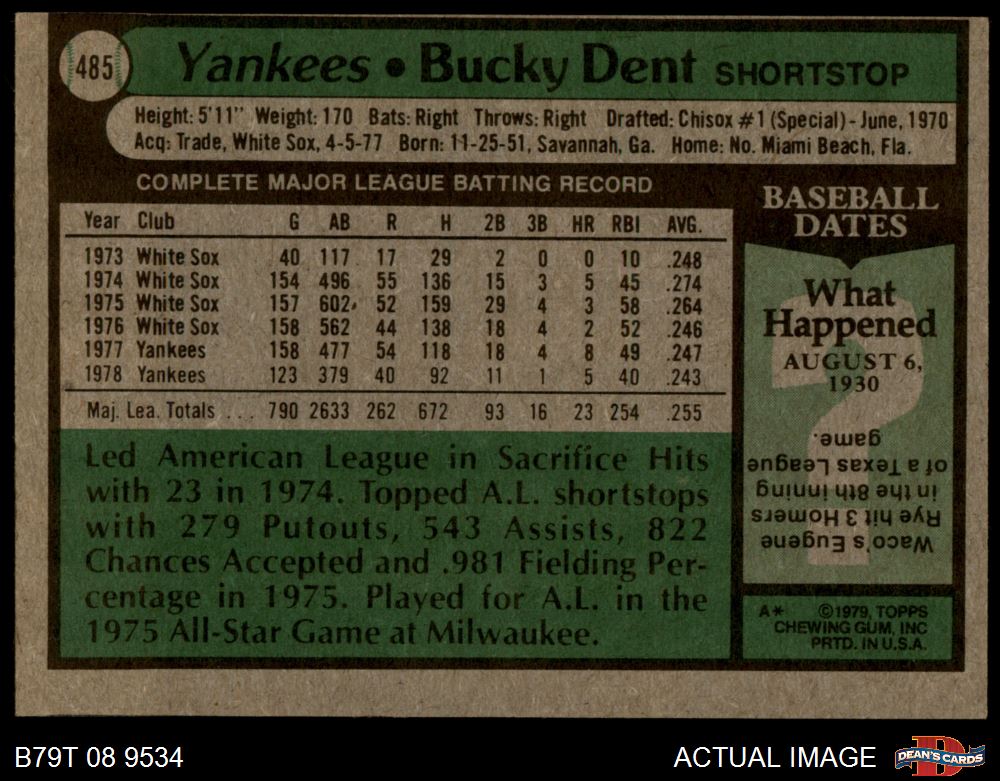 485
Yankees • Bucky Dent SHORTSTOP
Height: 5'11" Weight: 170 Bats: Right Throws: Right Drafted: Chisox #1 (Special) - June, 1970
Acq: Trade, White Sox, 4-5-77 Born: 11-25-51, Savannah, Ga. Home: No. Miami Beach, Fla.
COMPLETE MAJOR LEAGUE BATTING RECORD
Year Club G AB R H 2B 3B HR RBI AVG.
1973 White Sox 40 117 17 29 2 0 0 10 .248
1974 White Sox 154 496 55 136 15 3 5 45 .274
1975 White Sox 157 602 52 159 29 4 3 58 .264
1976 White Sox 158 562 44 138 18 4 2 52 .246
1977 Yankees 158 477 54 118 18 4 8 49 .247
1978 Yankees 123 379 40 92 11 1 5 40 .243
Maj. Lea. Totals . . . 790 2633 262 672 93 16 23 254 .255
Led American League in Sacrifice Hits
with 23 in 1974. Topped A.L. shortstops
with 279 Putouts, 543 Assists, 822
Chances Accepted and .981 Fielding Per-
centage in 1975. Played for A.L. in the
1975 All-Star Game at Milwaukee.
BASEBALL
DATES
What
Happened
AUGUST 6,
1930
?
Waco's Eugene
Rye hit 3 Homers
in the 8th inning
of a Texas League
game.
A* ©1979, TOPPS
CHEWING GUM, INC
PRTD. IN U.S.A.
B79T 08 9534
ACTUAL IMAGE
D
DEAN'S CARDS